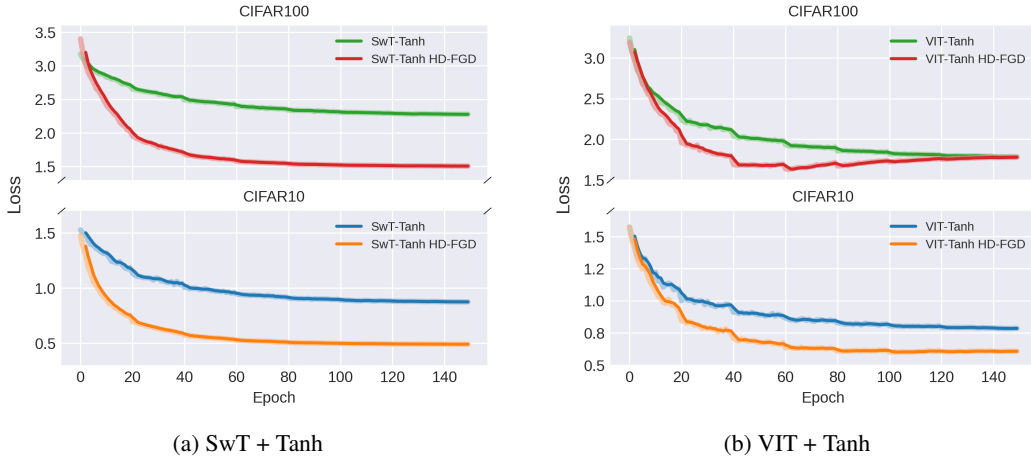 CIFAR100
3.5
3.0
2.5
2.0
1.5
SwT-Tanh
SwT-Tanh HD-FGD
Loss
CIFAR10
1.5
1.0
0.5
SwT-Tanh
SwT-Tanh HD-FGD
0 20 40 60 80 100 120 140
Epoch
(a) SwT + Tanh
CIFAR100
3.0
2.5
2.0
1.5
VIT-Tanh
VIT-Tanh HD-FGD
Loss
CIFAR10
1.5
1.2
1.0
0.8
0.5
VIT-Tanh
VIT-Tanh HD-FGD
0 20 40 60 80 100 120 140
Epoch
(b) VIT + Tanh